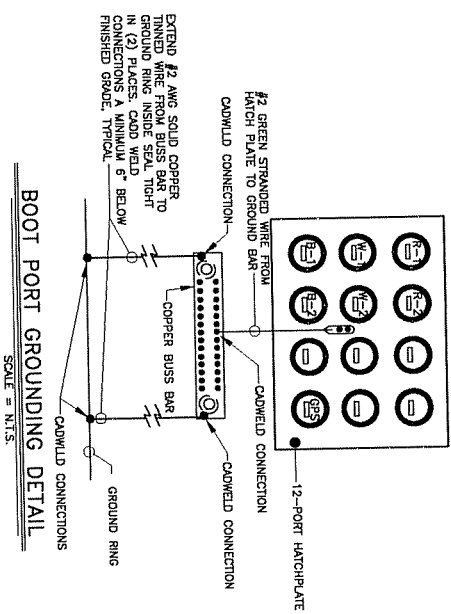 R-1
R-2
W-1
W-2
B-1
B-2
GPS
12-PORT HATCHPLATE
#2 GREEN STRANDED WIRE FROM
HATCH PLATE TO GROUND BAR
CADWELD CONNECTION
CADWLLD CONNECTION
COPPER BUSS BAR
CADWELD CONNECTION
EXTEND #2 AWG SOLID COPPER
TINNED WIRE FROM BUSS BAR TO
GROUND RING INSIDE SEAL TIGHT
IN (2) PLACES. CADD WELD
CONNECTIONS A MINIMUM 6" BELOW
FINISHED GRADE, TYPICAL
GROUND RING
CADWLLD CONNECTIONS
BOOT PORT GROUNDING DETAIL
SCALE = N.T.S.